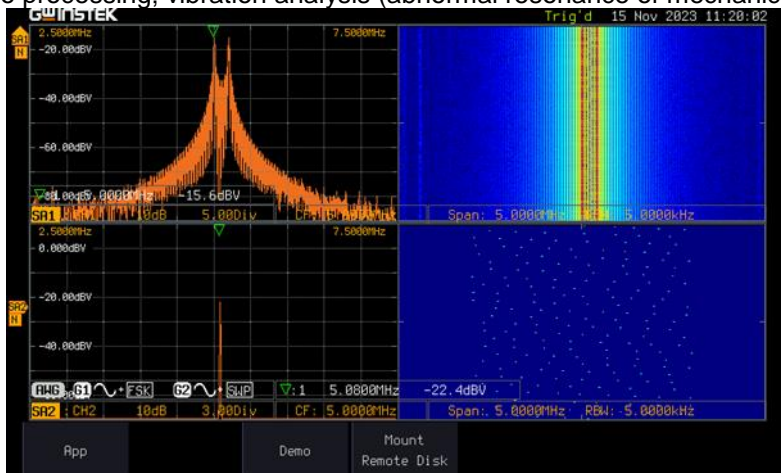 s processing, vibration analysis (abnormal resonance of mechanic
GWINSTEK Trig'd 15 Nov 2023 11:20:02
SA1 2.5000MHz 7.5000MHz
N
-20.00dBV
-40.00dBV
-60.00dBV
-15.6dBV
SA1 10dB 5.00Div Span: 5.0000MHz 5.0000kHz
2.5000MHz 7.5000MHz
0.000dBV
SA2 -20.00dBV
N
-40.00dBV
AWG G1 FSK G2 SWP ▽:1 5.0800MHz -22.4dBV
SA2 : CH2 10dB 3.00Div CF: 5.0000MHz Span: 5.0000MHz RBW: 5.0000kHz
App Demo Mount
Remote Disk